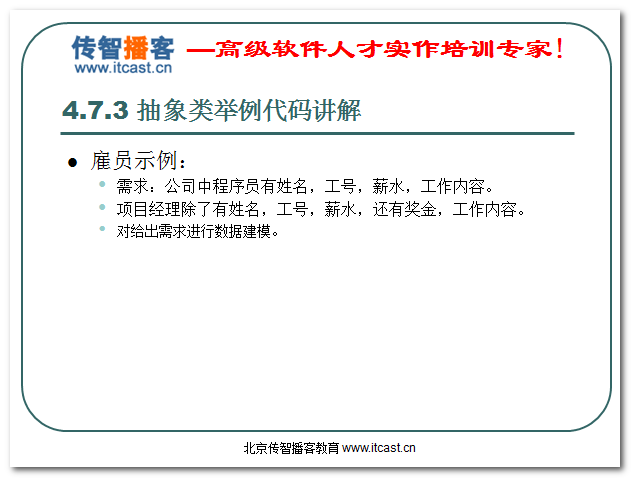 传智播客 —高级软件人才实作培训专家!
www.itcast.cn
4.7.3 抽象类举例代码讲解
● 雇员示例：
• 需求：公司中程序员有姓名，工号，薪水，工作内容。
• 项目经理除了有姓名，工号，薪水，还有奖金，工作内容。
• 对给出需求进行数据建模。
北京传智播客教育 www.itcast.cn